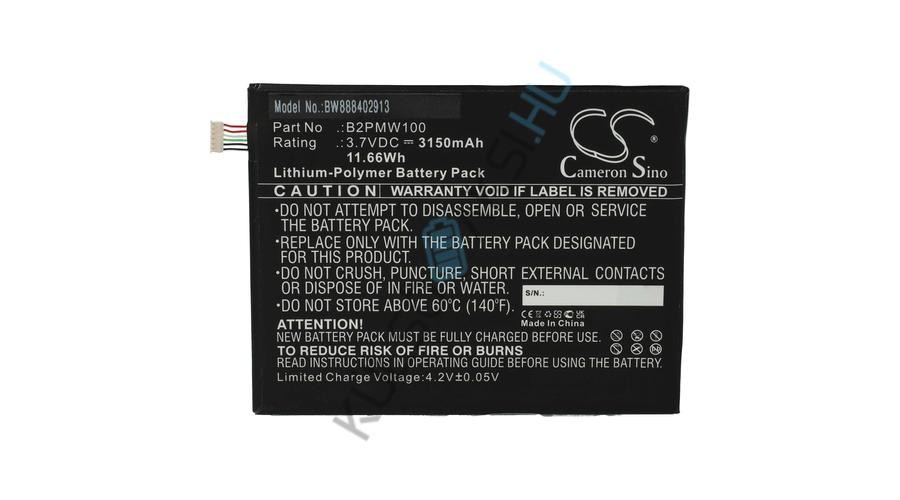 Model No.:BW888402913
Part No .:B2PMW100
Rating .:3.7VDC ⎓ 3150mAh
11.66Wh
Lithium-Polymer Battery Pack
CS
Cameron Sino
CAUTION WARRANTY VOID IF LABEL IS REMOVED
•DO NOT ATTEMPT TO DISASSEMBLE, OPEN OR SERVICE
THE BATTERY PACK.
•REPLACE ONLY WITH THE BATTERY PACK DESIGNATED
FOR THIS PRODUCT.
•DO NOT CRUSH, PUNCTURE, SHORT EXTERNAL CONTACTS
OR DISPOSE OF IN FIRE OR WATER.
•DO NOT STORE ABOVE 60°C (140°F).
S/N.:
Made In China
ATTENTION!
NEW BATTERY PACK MUST BE FULLY CHARGED BEFORE USE
TO REDUCE RISK OF FIRE OR BURNS
READ INSTRUCTIONS IN OPERATING GUIDE BEFORE USE
Limited Charge Voltage:4.2V±0.05V